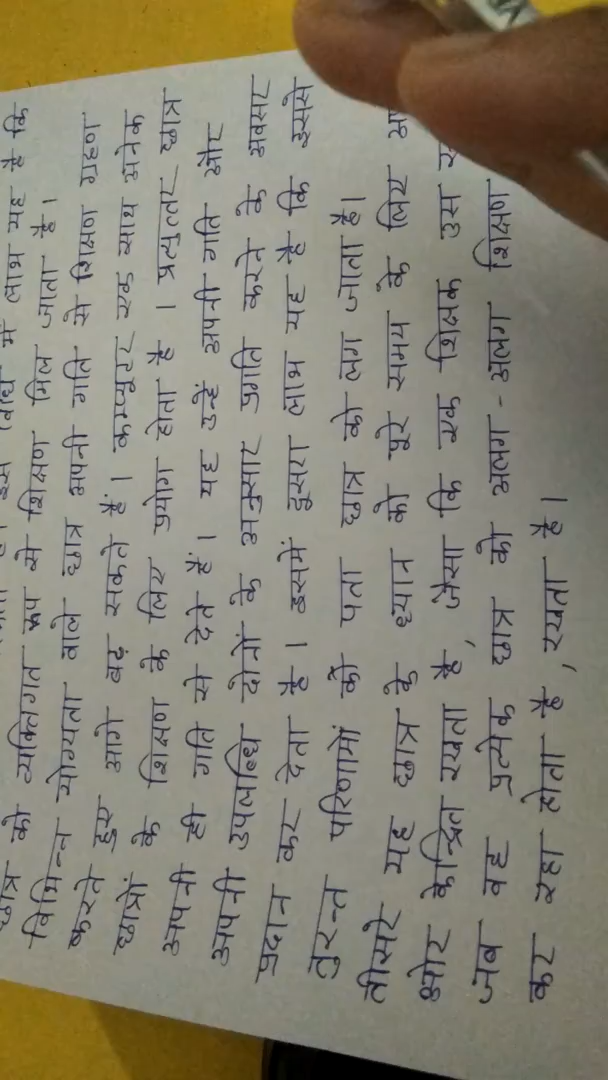 विधि में लाभ यह है कि
छात्र को व्यक्तिगत रूप से शिक्षण मिल जाता है।
विभिन्न योग्यता वाले छात्र अपनी गति से शिक्षण ग्रहण
करते हुए आगे बढ़ सकते हैं। कम्प्यूटर एक साथ अनेक
छात्रों के शिक्षण के लिए प्रयोग होता है। प्रत्युत्तर छात्र
अपनी ही गति से देते हैं। यह उन्हें अपनी गति और
अपनी उपलब्धि दोनों के अनुसार प्रगति करने के अवसर
प्रदान कर देता है। इसमें दुसरा लाभ यह है कि इससे
तुरन्त परिणामों को पता छात्र को लग जाता है।
तीसरे यह छात्र के ध्यान को पूरे समय के लिए
ओर केन्द्रित रखता है, जैसा कि एक शिक्षक उस
जब वह प्रत्येक छात्र को अलग - अलग शिक्षण
कर रहा होता है, रखता है।